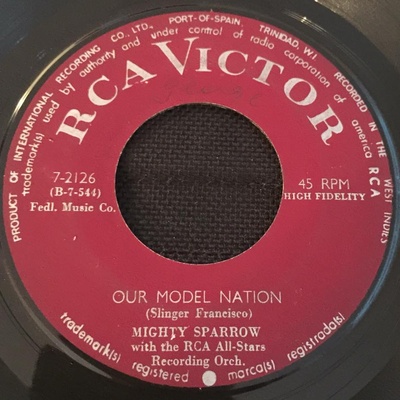 PRODUCT OF INTERNATIONAL RECORDING CO., LTD., PORT-OF-SPAIN, TRINIDAD, W.I. RECORDED IN THE WEST INDIES
trademark(s) used by authority and under control of radio corporation of america RCA
RCA VICTOR
7-2126
(B-7-544)
Fedl. Music Co.
45 RPM
HIGH FIDELITY
OUR MODEL NATION
(Slinger Francisco)
MIGHTY SPARROW
with the RCA All-Stars
Recording Orch.
trademark(s) registered marca(s) registrada(s)